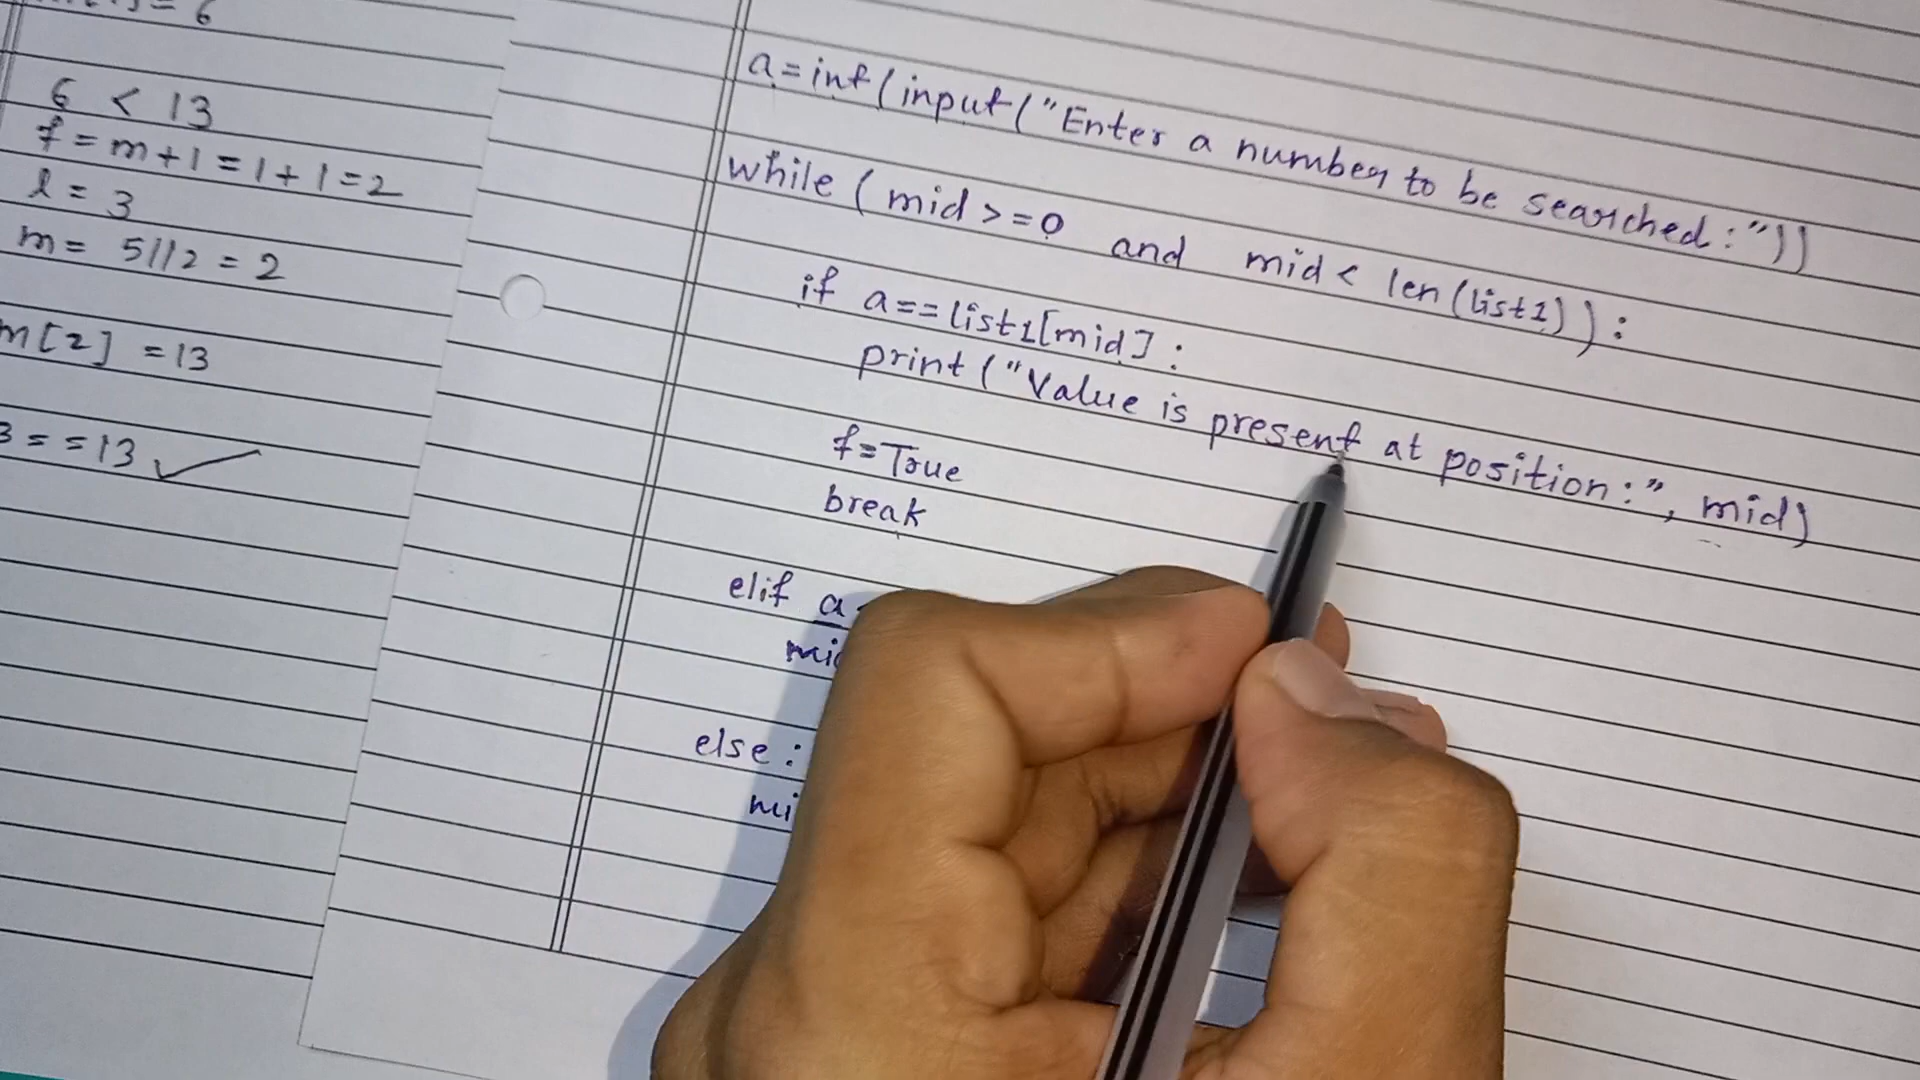 = 6
6 < 13
f = m+1 = 1+1 = 2
l = 3
m = 5//2 = 2
m[2] = 13
3 == 13 ✓
a = int(input("Enter a number to be searched:"))
while (mid >= 0 and mid < len(list1)):
if a == list1[mid]:
print("Value is present at position:", mid)
f = True
break
elif a
else: